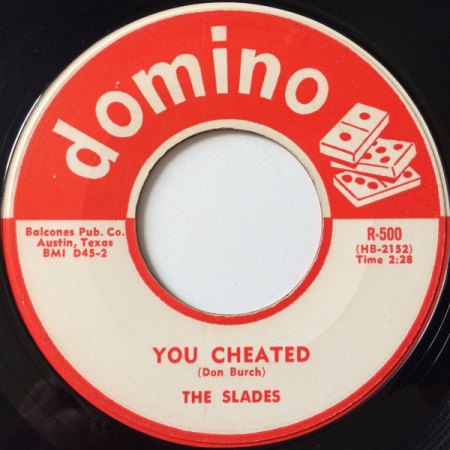 domino
Balcones Pub. Co.
Austin, Texas
BMI D45-2
R-500
(HB-2152)
Time 2:28
YOU CHEATED
(Don Burch)
THE SLADES